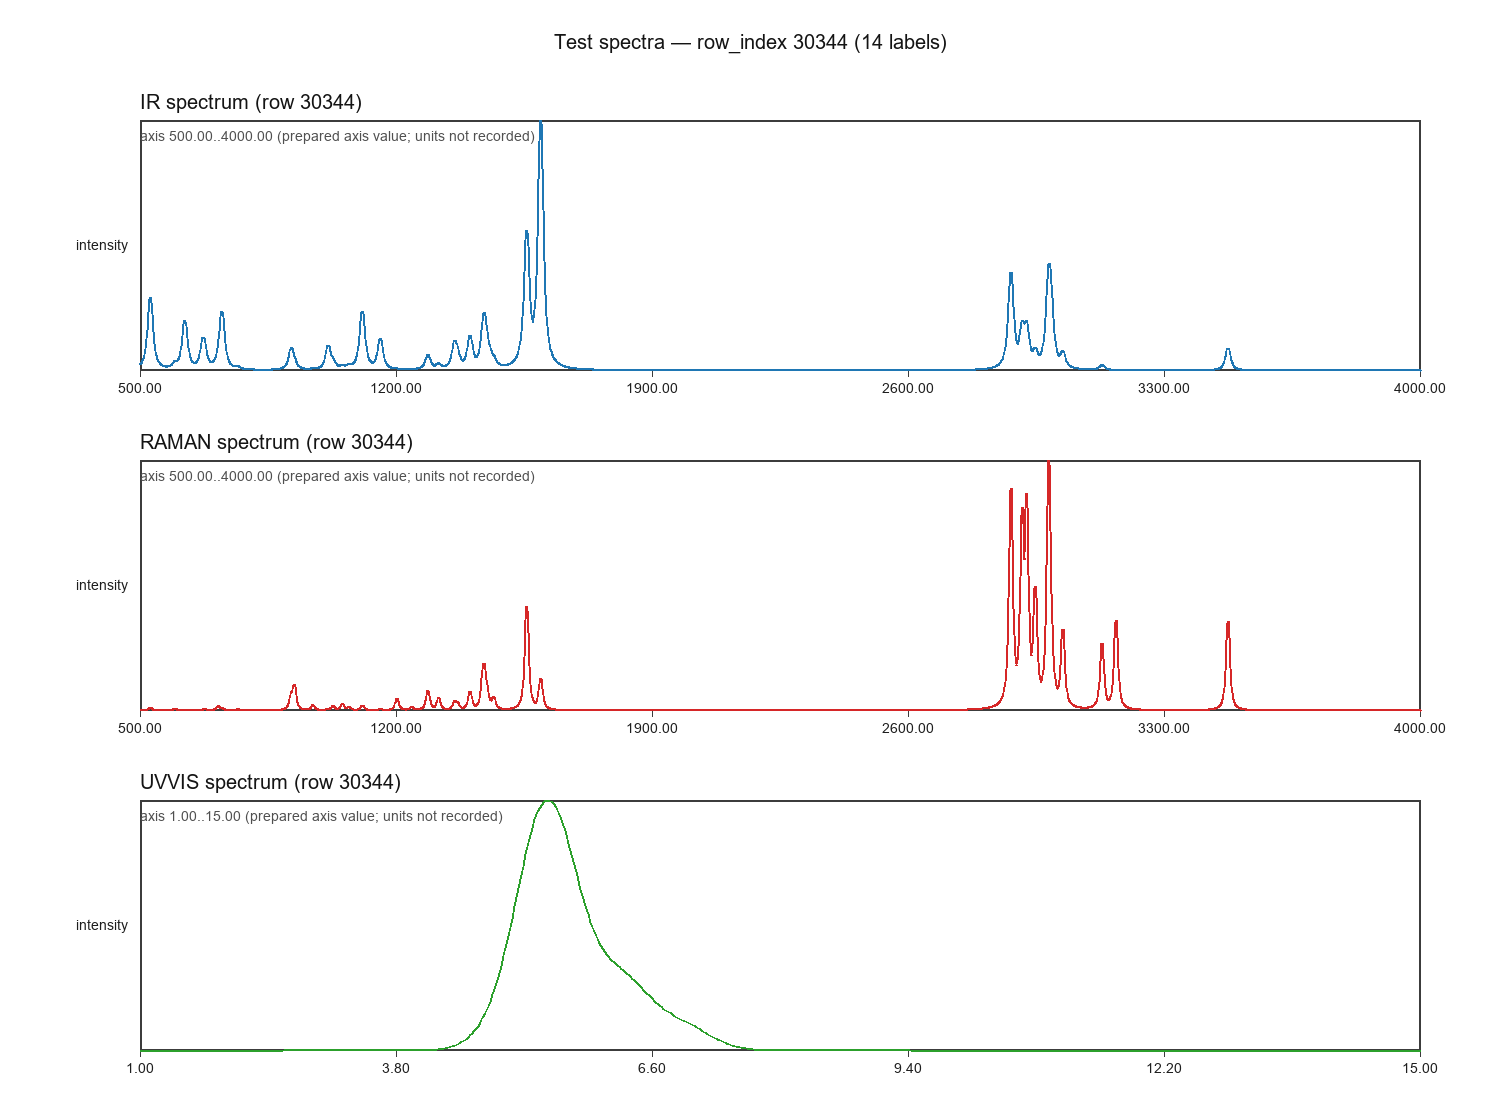 Test spectra — row_index 30344 (14 labels)
IR spectrum (row 30344)
axis 500.00..4000.00 (prepared axis value; units not recorded)
intensity
500.00 1200.00 1900.00 2600.00 3300.00 4000.00
RAMAN spectrum (row 30344)
axis 500.00..4000.00 (prepared axis value; units not recorded)
intensity
500.00 1200.00 1900.00 2600.00 3300.00 4000.00
UVVIS spectrum (row 30344)
axis 1.00..15.00 (prepared axis value; units not recorded)
intensity
1.00 3.80 6.60 9.40 12.20 15.00